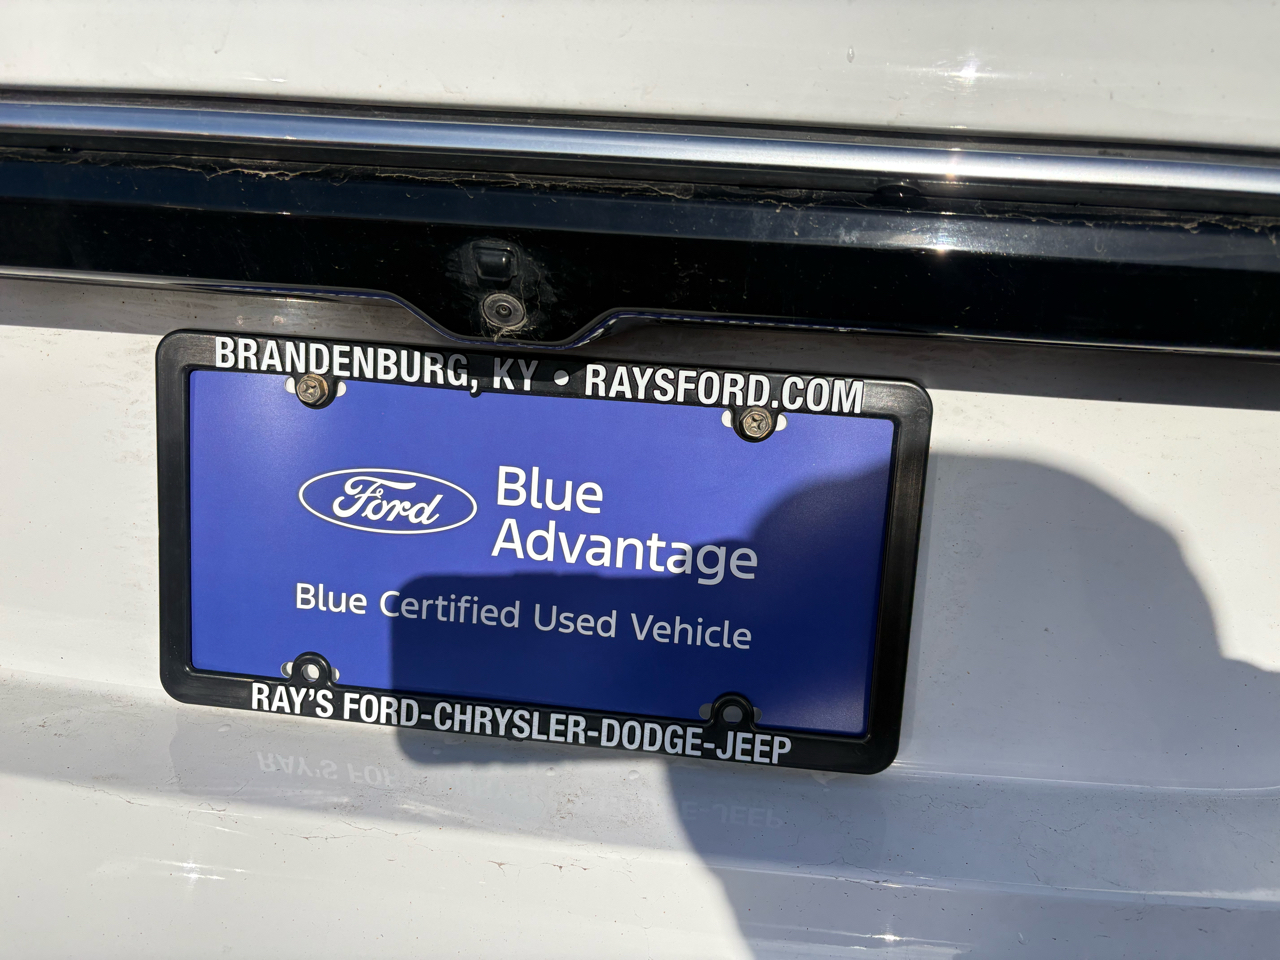 BRANDENBURG, KY • RAYSFORD.COM
Ford
Blue
Advantage
Blue Certified Used Vehicle
RAY'S FORD-CHRYSLER-DODGE-JEEP